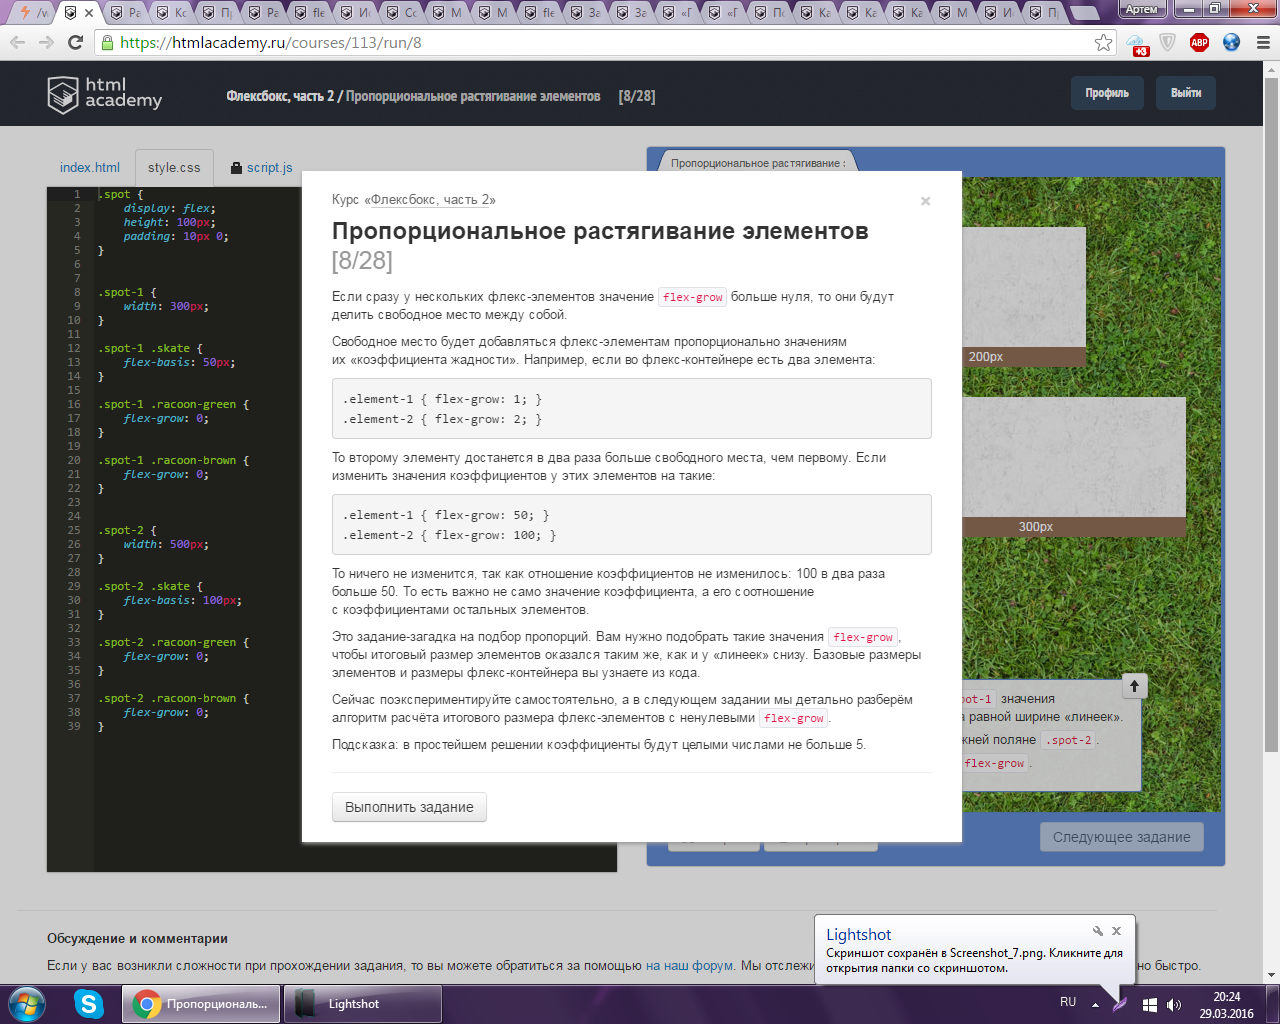 Артем
https://htmlacademy.ru/courses/113/run/8
ABP
+3
html
academy
Флексбокс, часть 2 / Пропорциональное растягивание элементов [8/28]
Профиль
Выйти
index.html
style.css
script.js
Пропорциональное растягивание :
1 .spot {
2 display: flex;
3 height: 100px;
4 padding: 10px 0;
5 }
6
7
8 .spot-1 {
9 width: 300px;
10 }
11
12 .spot-1 .skate {
13 flex-basis: 50px;
14 }
15
16 .spot-1 .racoon-green {
17 flex-grow: 0;
18 }
19
20 .spot-1 .racoon-brown {
21 flex-grow: 0;
22 }
23
24
25 .spot-2 {
26 width: 500px;
27 }
28
29 .spot-2 .skate {
30 flex-basis: 100px;
31 }
32
33 .spot-2 .racoon-green {
34 flex-grow: 0;
35 }
36
37 .spot-2 .racoon-brown {
38 flex-grow: 0;
39 }
Курс «Флексбокс, часть 2»
Пропорциональное растягивание элементов
[8/28]
Если сразу у нескольких флекс-элементов значение flex-grow больше нуля, то они будут
делить свободное место между собой.
Свободное место будет добавляться флекс-элементам пропорционально значениям
их «коэффициента жадности». Например, если во флекс-контейнере есть два элемента:
.element-1 { flex-grow: 1; }
.element-2 { flex-grow: 2; }
То второму элементу достанется в два раза больше свободного места, чем первому. Если
изменить значения коэффициентов у этих элементов на такие:
.element-1 { flex-grow: 50; }
.element-2 { flex-grow: 100; }
То ничего не изменится, так как отношение коэффициентов не изменилось: 100 в два раза
больше 50. То есть важно не само значение коэффициента, а его соотношение
с коэффициентами остальных элементов.
Это задание-загадка на подбор пропорций. Вам нужно подобрать такие значения flex-grow,
чтобы итоговый размер элементов оказался таким же, как и у «линеек» снизу. Базовые размеры
элементов и размеры флекс-контейнера вы узнаете из кода.
Сейчас поэкспериментируйте самостоятельно, а в следующем задании мы детально разберём
алгоритм расчёта итогового размера флекс-элементов с ненулевыми flex-grow.
Подсказка: в простейшем решении коэффициенты будут целыми числами не больше 5.
Выполнить задание
200px
300px
pot-1 значения
а равной ширине «линеек».
жней поляне .spot-2.
flex-grow.
Следующее задание
Обсуждение и комментарии
Если у вас возникли сложности при прохождении задания, то вы можете обратиться за помощью на наш форум. Мы отслежи
но быстро.
Lightshot
Скриншот сохранён в Screenshot_7.png. Кликните для
открытия папки со скриншотом.
Пропорциональ...
Lightshot
RU
20:24
29.03.2016